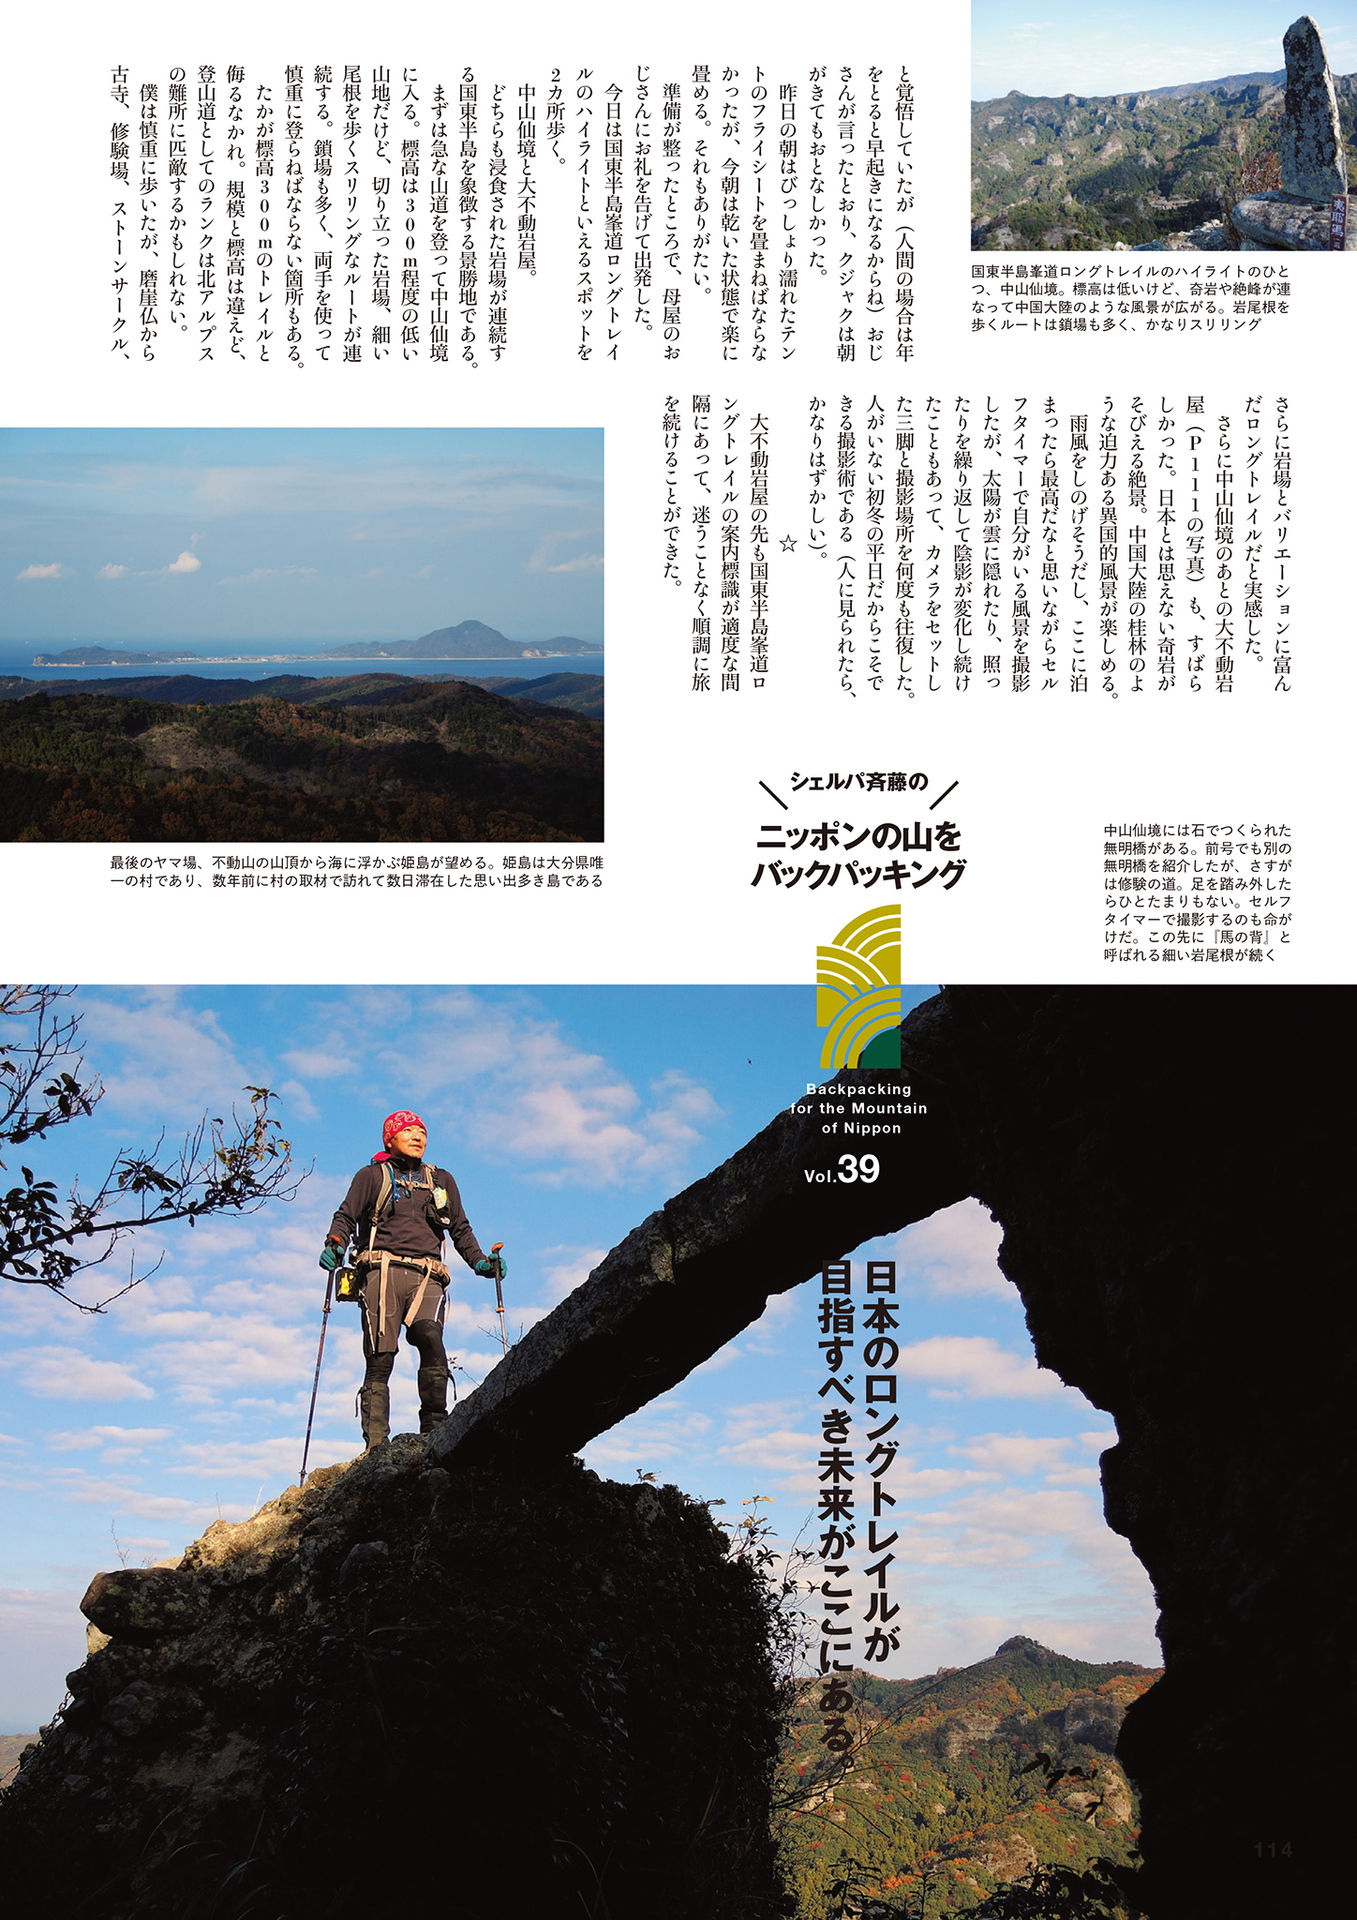 と覚悟していたが（人間の場合は年
をとると早起きになるからね）おじ
さんが言ったとおり、クジャクは朝
がきてもおとなしかった。
昨日の朝はびっしょり濡れたテン
トのフライシートを畳まねばならな
かったが、今朝は乾いた状態で楽に
畳める。それもありがたい。
準備が整ったところで、母屋のお
じさんにお礼を告げて出発した。
今日は国東半島峯道ロングトレイ
ルのハイライトといえるスポットを
2カ所歩く。
中山仙境と大不動岩屋。
どちらも浸食された岩場が連続す
る国東半島を象徴する景勝地である。
まずは急な山道を登って中山仙境
に入る。標高は300m程度の低い
山地だけど、切り立った岩場、細い
尾根を歩くスリリングなルートが連
続する。鎖場も多く、両手を使って
慎重に登らねばならない箇所もある。
たかが標高300mのトレイルと
侮るなかれ。規模と標高は違えど、
登山道としてのランクは北アルプス
の難所に匹敵するかもしれない。
僕は慎重に歩いたが、磨崖仏から
古寺、修験場、ストーンサークル、
国東半島峯道ロングトレイルのハイライトのひと
つ、中山仙境。標高は低いけど、奇岩や絶峰が連
なって中国大陸のような風景が広がる。岩尾根を
歩くルートは鎖場も多く、かなりスリリング
さらに岩場とバリエーションに富ん
だロングトレイルだと実感した。
さらに中山仙境のあとの大不動岩
屋（P111の写真）も、すばら
しかった。日本とは思えない奇岩が
そびえる絶景。中国大陸の桂林のよ
うな迫力ある異国的風景が楽しめる。
雨風をしのげそうだし、ここに泊
まったら最高だなと思いながらセル
フタイマーで自分がいる風景を撮影
したが、太陽が雲に隠れたり、照っ
たりを繰り返して陰影が変化し続け
たこともあって、カメラをセットし
た三脚と撮影場所を何度も往復した。
人がいない初冬の平日だからこそで
きる撮影術である（人に見られたら、
かなりはずかしい）。
☆
大不動岩屋の先も国東半島峯道ロ
ングトレイルの案内標識が適度な間
隔にあって、迷うことなく順調に旅
を続けることができた。
最後のヤマ場、不動山の山頂から海に浮かぶ姫島が望める。姫島は大分県唯
一の村であり、数年前に村の取材で訪れて数日滞在した思い出多き島である
シェルパ斉藤の
ニッポンの山を
バックパッキング
Backpacking
for the Mountain
of Nippon
Vol.39
中山仙境には石でつくられた
無明橋がある。前号でも別の
無明橋を紹介したが、さすが
は修験の道。足を踏み外した
らひとたまりもない。セルフ
タイマーで撮影するのも命が
けだ。この先に『馬の背』と
呼ばれる細い岩尾根が続く
日本のロングトレイルが
目指すべき未来がここにある。
114